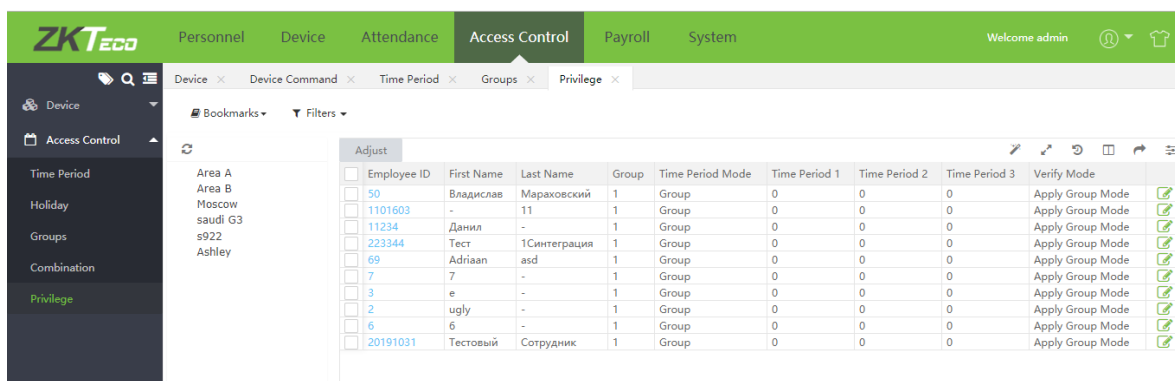 ZKTeco Personnel Device Attendance Access Control Payroll System Welcome admin
Device Device Command Time Period Groups Privilege
Device
Bookmarks Filters
Access Control
Adjust
Time Period
Holiday
Groups
Combination
Privilege
Area A
Area B
Moscow
saudi G3
s922
Ashley
Employee ID First Name Last Name Group Time Period Mode Time Period 1 Time Period 2 Time Period 3 Verify Mode
50 Владислав Мараховский 1 Group 0 0 0 Apply Group Mode
1101603 - 11 1 Group 0 0 0 Apply Group Mode
11234 Данил - 1 Group 0 0 0 Apply Group Mode
223344 Тест 1Синтеграция 1 Group 0 0 0 Apply Group Mode
69 Adriaan asd 1 Group 0 0 0 Apply Group Mode
7 7 - 1 Group 0 0 0 Apply Group Mode
3 e - 1 Group 0 0 0 Apply Group Mode
2 ugly - 1 Group 0 0 0 Apply Group Mode
6 6 - 1 Group 0 0 0 Apply Group Mode
20191031 Тестовый Сотрудник 1 Group 0 0 0 Apply Group Mode